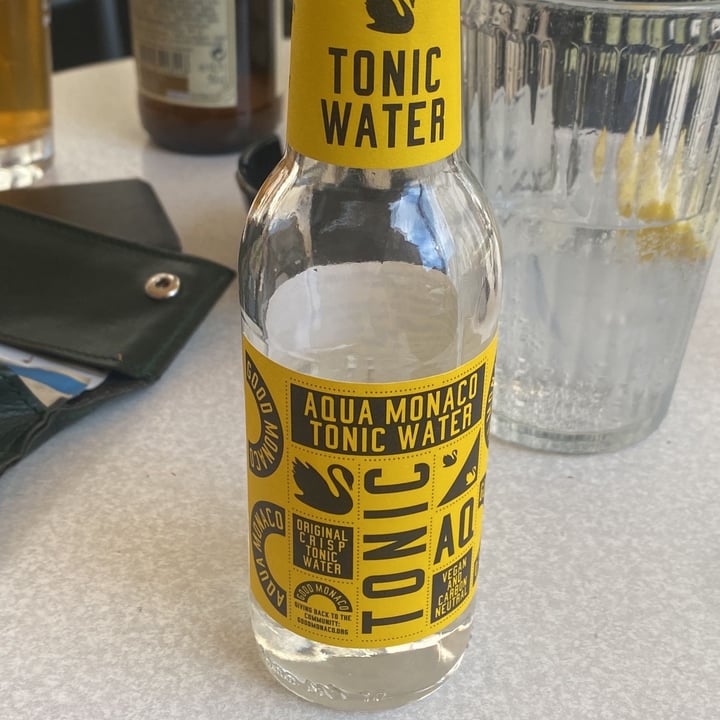 TONIC
WATER
GOOD MONACO
AQUA MONACO
TONIC WATER
TONIC
AQ
AQUA MONACO
ORIGINAL
CRISP
TONIC
WATER
VEGAN
AND
CARBON
NEUTRAL
GOOD MONACO
GIVING BACK TO THE
COMMUNITY:
GOODMONACO.ORG